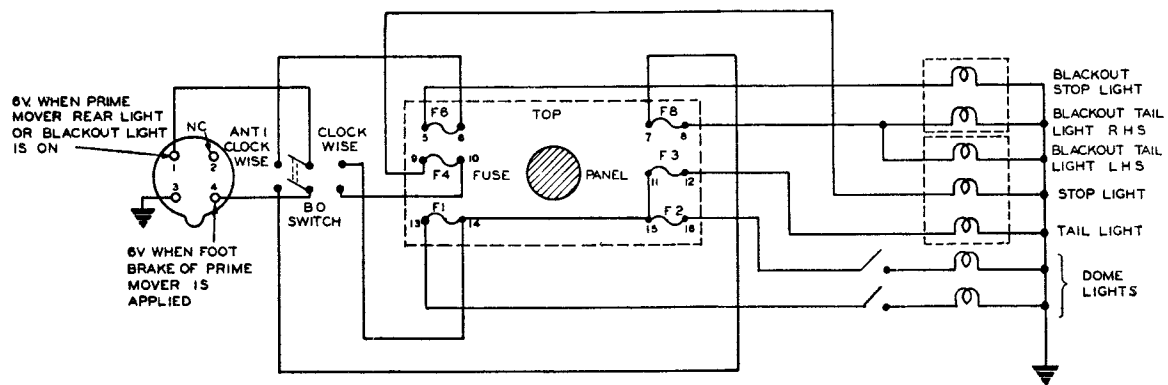 6V. WHEN PRIME
MOVER REAR LIGHT
OR BLACKOUT LIGHT
IS ON
NC
1
2
3
4
6V WHEN FOOT
BRAKE OF PRIME
MOVER IS
APPLIED
ANTI
CLOCK
WISE
CLOCK
WISE
BO
SWITCH
TOP
F6
5
6
F8
7
8
9
10
F4
FUSE
PANEL
F3
11
12
F1
13
14
F2
15
16
BLACKOUT
STOP LIGHT
BLACKOUT TAIL
LIGHT RHS
BLACKOUT TAIL
LIGHT LHS
STOP LIGHT
TAIL LIGHT
DOME
LIGHTS